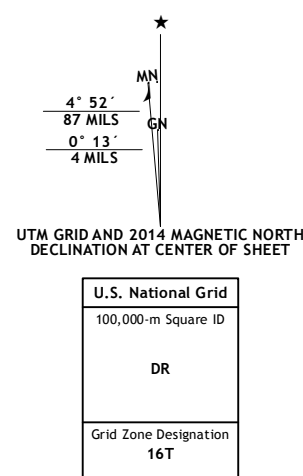 ★
MN
4° 52´
87 MILS
GN
0° 13´
4 MILS
UTM GRID AND 2014 MAGNETIC NORTH
DECLINATION AT CENTER OF SHEET
U.S. National Grid
100,000-m Square ID
DR
Grid Zone Designation
16T